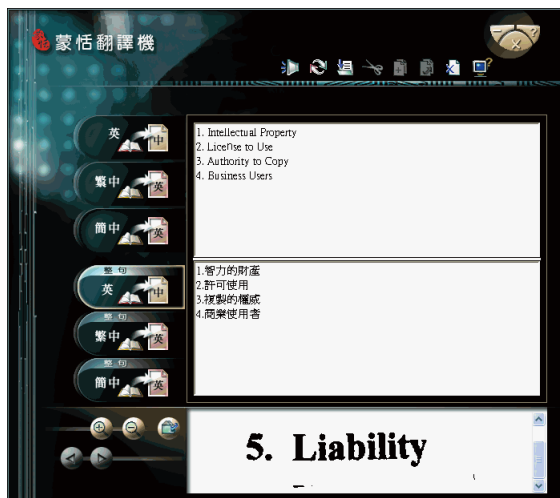 蒙恬翻譯機
?
x
英 中
繁中 英
簡中 英
整句
英 中
整句
繁中 英
整句
簡中 英
1. Intellectual Property
2. License to Use
3. Authority to Copy
4. Business Users
1.智力的財產
2.許可使用
3.複製的權威
4.商業使用者
5. Liability